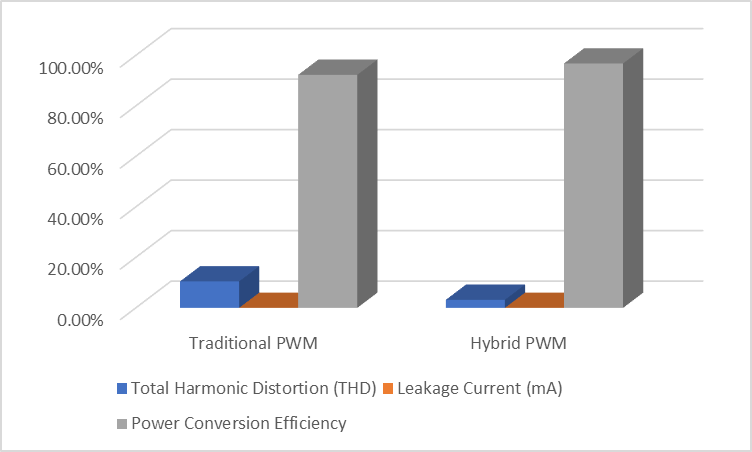 100.00%
80.00%
60.00%
40.00%
20.00%
0.00%
Traditional PWM
Hybrid PWM
Total Harmonic Distortion (THD)
Leakage Current (mA)
Power Conversion Efficiency